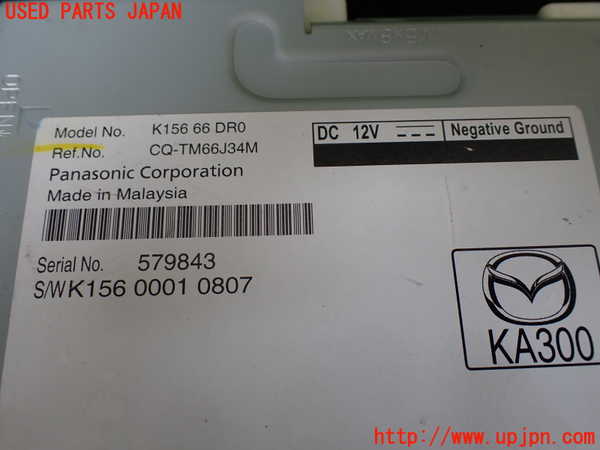 USED PARTS JAPAN
OPEN
Model No. K156 66 DR0
Ref.No. CQ-TM66J34M
Panasonic Corporation
Made in Malaysia
DC 12V
Negative Ground
Serial No. 579843
S/W K156 0001 0807
KA300
http://www.upjpn.com/